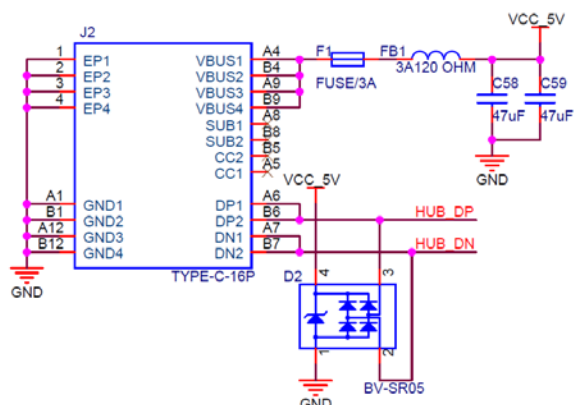 J2
VCC_5V
1 EP1 VBUS1 A4 F1 FB1
2 EP2 VBUS2 B4 FUSE/3A 3A120 OHM
3 EP3 VBUS3 A9
4 EP4 VBUS4 B9
C58 C59
SUB1 A8
47uF 47uF
SUB2 B8
CC2 B5
CC1 A5
GND
VCC_5V
A1 GND1 DP1 A6
B1 GND2 DP2 B6 HUB_DP
A12 GND3 DN1 A7
B12 GND4 DN2 B7 HUB_DN
TYPE-C-16P
D2 4 3
GND
1 2
BV-SR05
GND